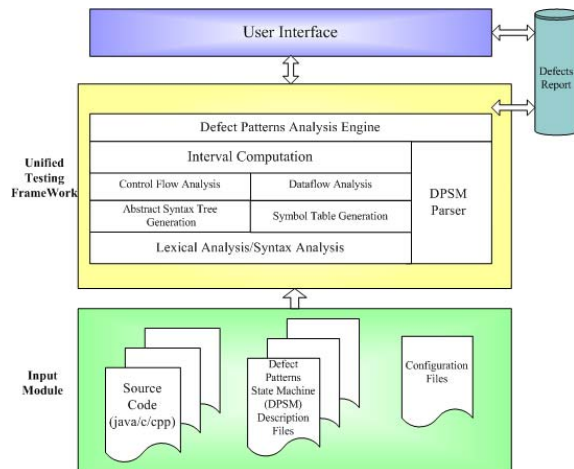 User Interface
Defects
Report
Unified
Testing
FrameWork
Defect Patterns Analysis Engine
Interval Computation
Control Flow Analysis
Dataflow Analysis
Abstract Syntax Tree
Generation
Symbol Table Generation
Lexical Analysis/Syntax Analysis
DPSM
Parser
Input
Module
Source
Code
(java/c/cpp)
Defect
Patterns
State Machine
(DPSM)
Description
Files
Configuration
Files